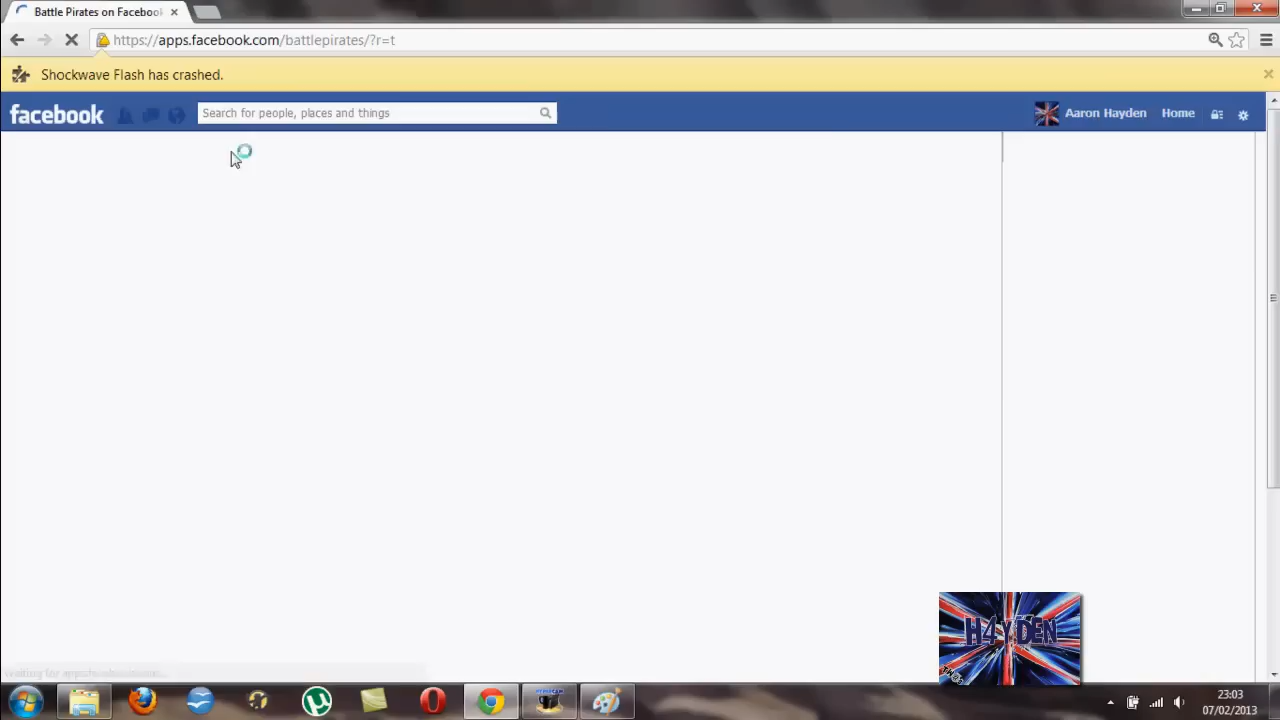 Battle Pirates on Facebook
https://apps.facebook.com/battlepirates/?r=t
Shockwave Flash has crashed.
facebook
Search for people, places and things
Aaron Hayden
Home
H4YDEN
23:03
07/02/2013